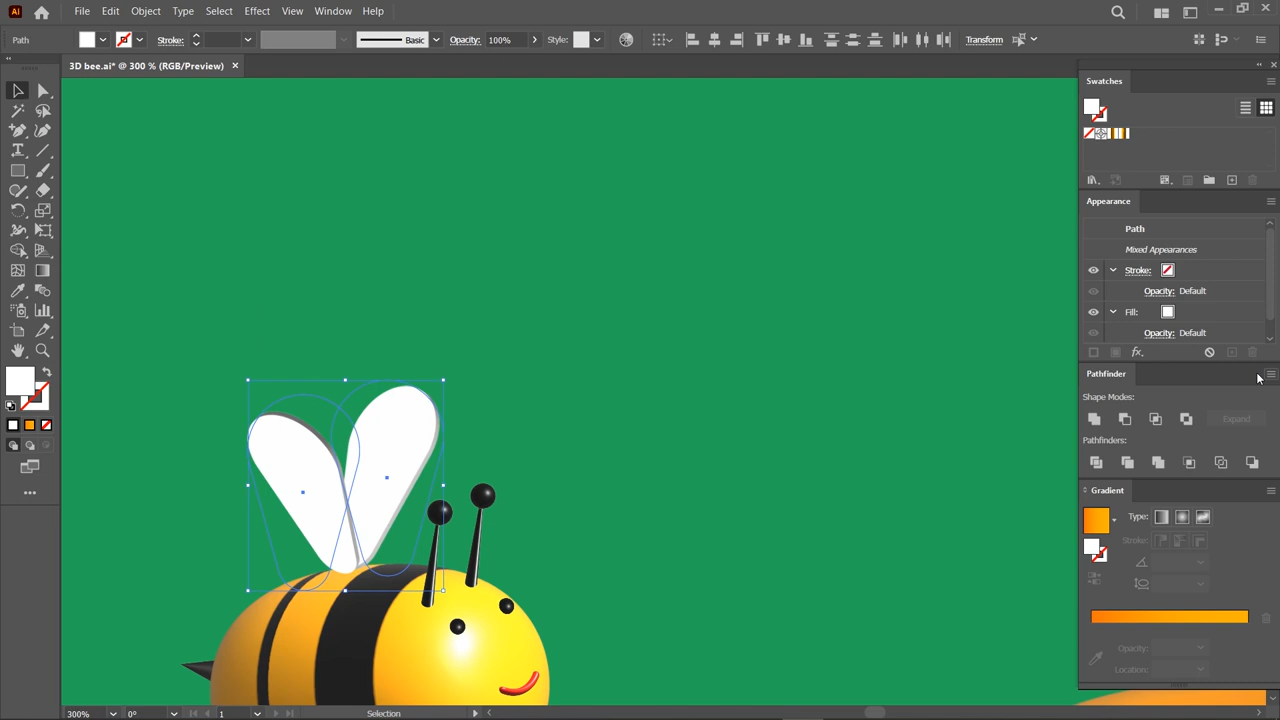 Ai
File Edit Object Type Select Effect View Window Help
Path Stroke: Basic Opacity: 100% Style: Transform
3D bee.ai* @ 300 % (RGB/Preview) ×
Swatches
Appearance
Path
Mixed Appearances
Stroke:
Opacity: Default
Fill:
Opacity: Default
fx
Pathfinder
Shape Modes:
Expand
Pathfinders:
Gradient
Type:
Stroke:
Opacity:
Location:
300% 0° 1 Selection